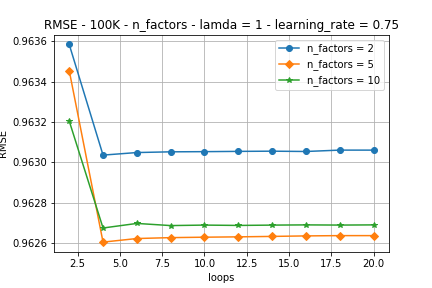 RMSE - 100K - n_factors - lamda = 1 - learning_rate = 0.75
0.9636
0.9634
0.9632
0.9630
0.9628
0.9626
RMSE
n_factors = 2
n_factors = 5
n_factors = 10
2.5 5.0 7.5 10.0 12.5 15.0 17.5 20.0
loops